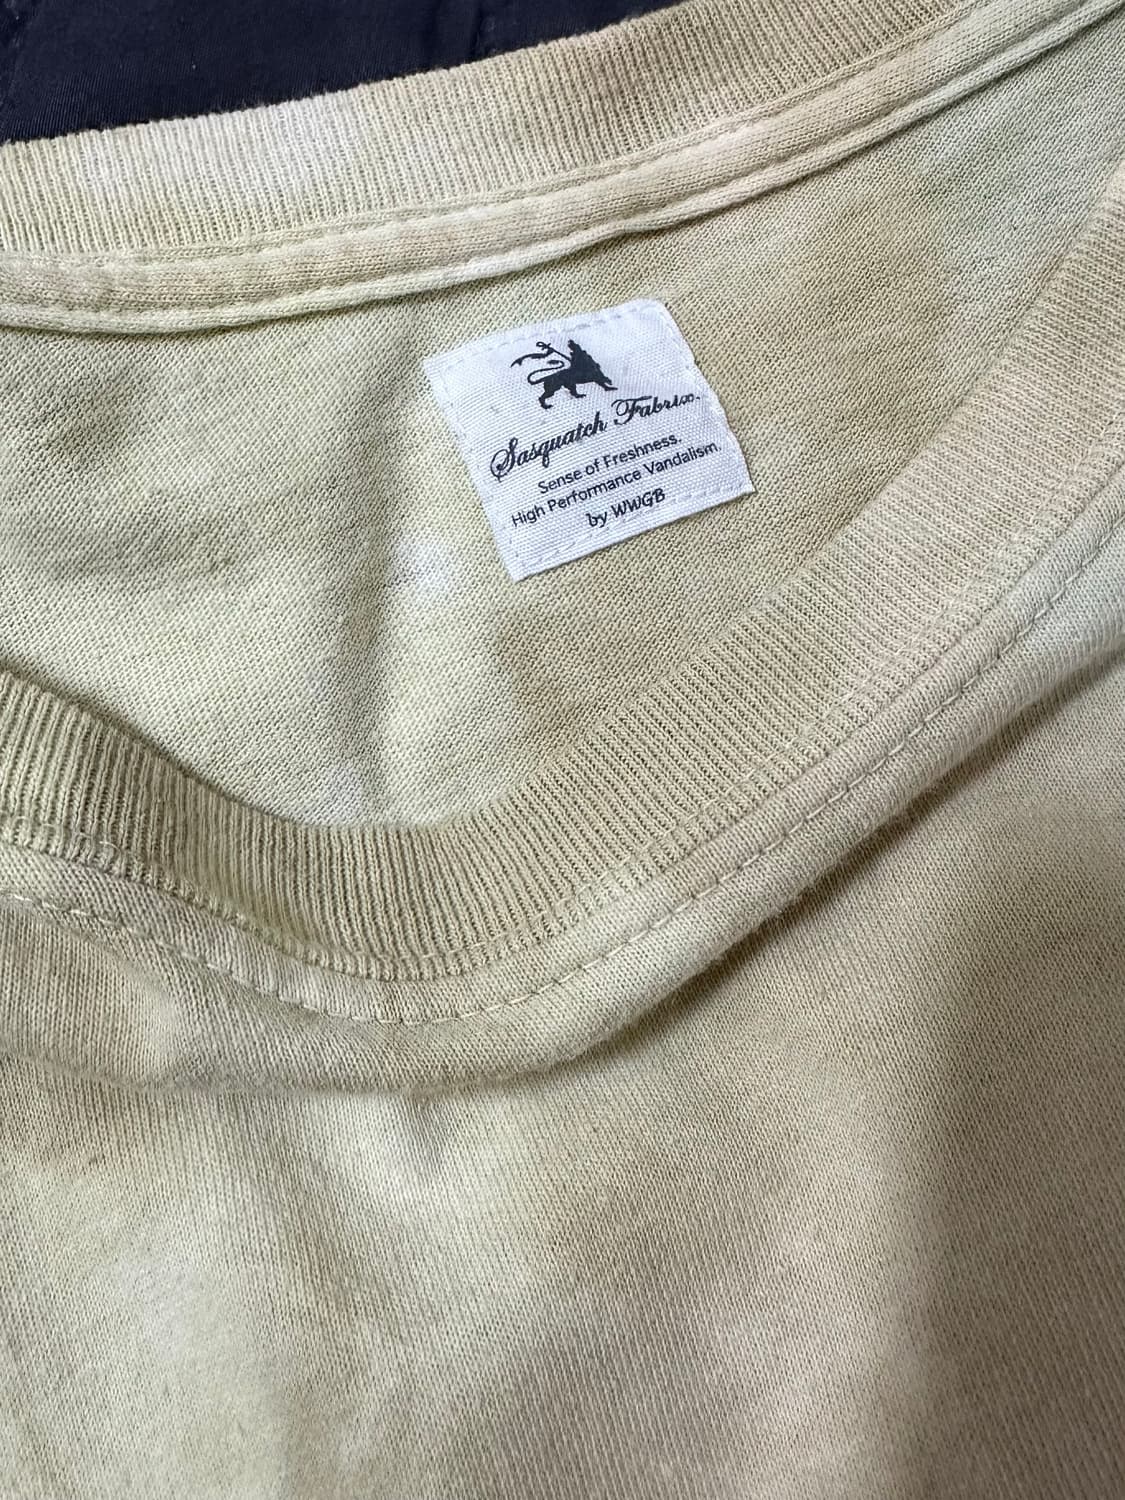 Sasquatch Fabrix.
Sense of Freshness.
High Performance Vandalism.
by WWGB